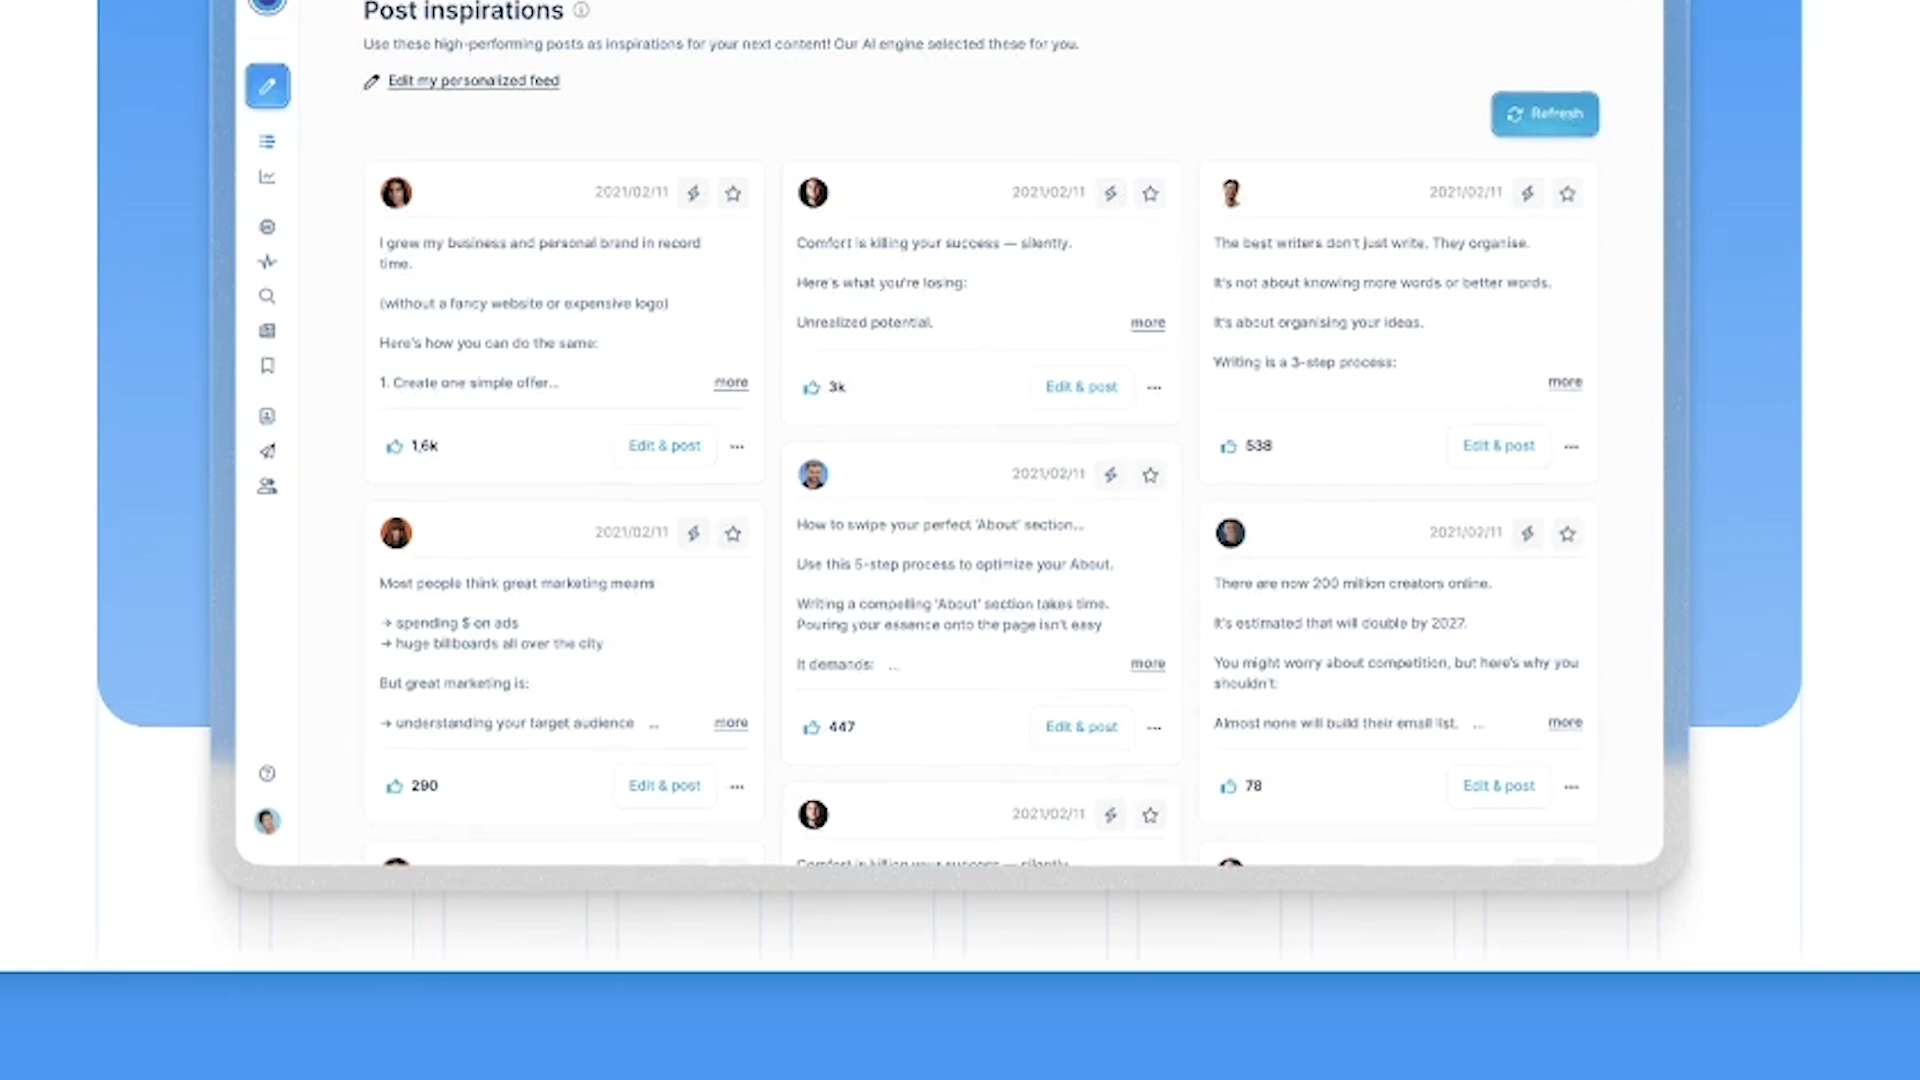 Post inspirations
Use these high-performing posts as inspirations for your next content! Our AI engine selected these for you.
Edit my personalized feed
Refresh
2021/02/11
I grew my business and personal brand in record
time.
(without a fancy website or expensive logo)
Here's how you can do the same:
1. Create one simple offer...
more
1,6k
Edit & post
...
2021/02/11
Most people think great marketing means
→ spending $ on ads
→ huge billboards all over the city
But great marketing is:
→ understanding your target audience ...
more
290
Edit & post
...
2021/02/11
Comfort is killing your success — silently.
Here's what you're losing:
Unrealized potential.
more
3k
Edit & post
...
2021/02/11
How to swipe your perfect 'About' section...
Use this 5-step process to optimize your About.
Writing a compelling 'About' section takes time.
Pouring your essence onto the page isn't easy
It demands: ...
more
447
Edit & post
...
2021/02/11
Comfort is killing your success — silently.
2021/02/11
The best writers don't just write. They organise.
It's not about knowing more words or better words.
It's about organising your ideas.
Writing is a 3-step process:
more
538
Edit & post
...
2021/02/11
There are now 200 million creators online.
It's estimated that will double by 2027.
You might worry about competition, but here's why you
shouldn't:
Almost none will build their email list. ...
more
78
Edit & post
...